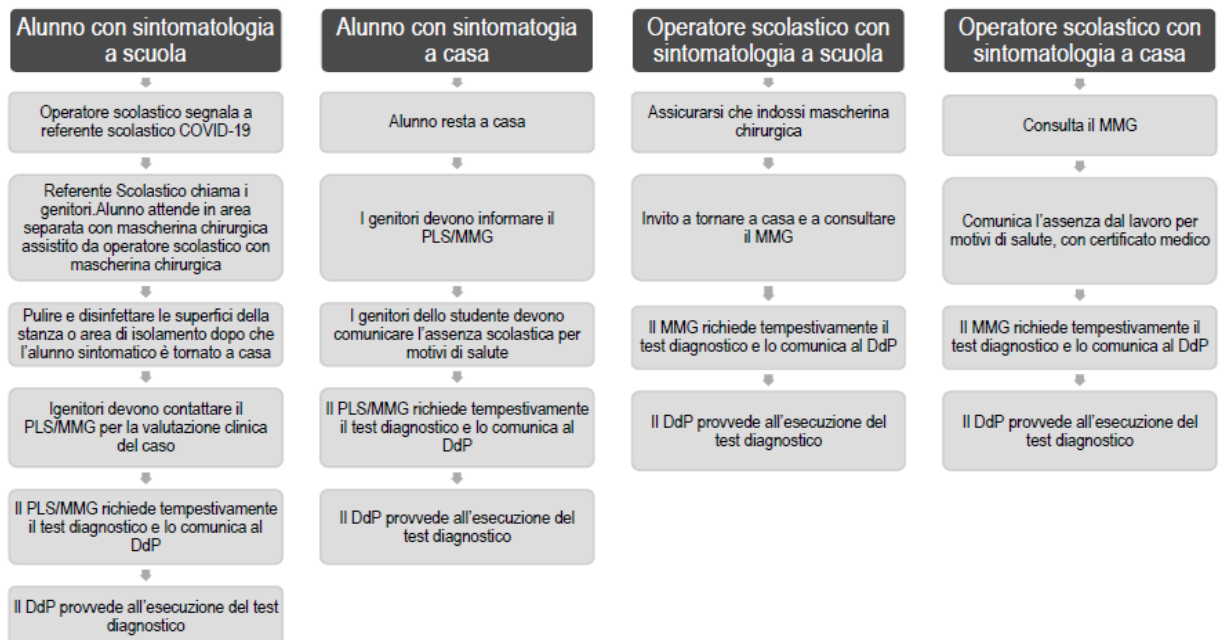 Alunno con sintomatologia
a scuola
Operatore scolastico segnala a
referente scolastico COVID-19
Referente Scolastico chiama i
genitori.Alunno attende in area
separata con mascherina chirurgica
assistito da operatore scolastico con
mascherina chirurgica
Pulire e disinfettare le superfici della
stanza o area di isolamento dopo che
l'alunno sintomatico è tornato a casa
Igenitori devono contattare il
PLS/MMG per la valutazione clinica
del caso
Il PLS/MMG richiede tempestivamente
il test diagnostico e lo comunica al
DdP
Il DdP provvede all'esecuzione del test
diagnostico
Alunno con sintomatogia
a casa
Alunno resta a casa
I genitori devono informare il
PLS/MMG
I genitori dello studente devono
comunicare l'assenza scolastica per
motivi di salute
Il PLS/MMG richiede tempestivamente
il test diagnostico e lo comunica al
DdP
Il DdP provvede all'esecuzione del
test diagnostico
Operatore scolastico con
sintomatologia a scuola
Assicurarsi che indossi mascherina
chirurgica
Invito a tornare a casa e a consultare
il MMG
Il MMG richiede tempestivamente il
test diagnostico e lo comunica al DdP
Il DdP provvede all'esecuzione del
test diagnostico
Operatore scolastico con
sintomatologia a casa
Consulta il MMG
Comunica l'assenza dal lavoro per
motivi di salute, con certificato medico
Il MMG richiede tempestivamente il
test diagnostico e lo comunica al DdP
Il DdP provvede all'esecuzione del
test diagnostico